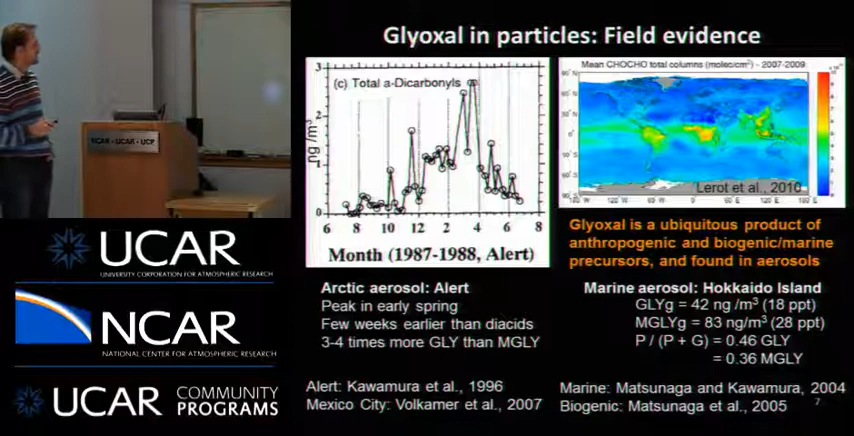 Glyoxal in particles: Field evidence
NCAR • UCAR • UCP
(c) Total a-Dicarbonyls
ng/m³
3
2
1
0
6 8 10 12 2 4 6 8
Month (1987-1988, Alert)
Mean CHOCHO total columns (molec/cm²) - 2007-2009
Lerot et al., 2010
Glyoxal is a ubiquitous product of
anthropogenic and biogenic/marine
precursors, and found in aerosols
Arctic aerosol: Alert
Peak in early spring
Few weeks earlier than diacids
3-4 times more GLY than MGLY
Marine aerosol: Hokkaido Island
GLYg = 42 ng /m³ (18 ppt)
MGLYg = 83 ng/m³ (28 ppt)
P / (P + G) = 0.46 GLY
= 0.36 MGLY
Alert: Kawamura et al., 1996
Mexico City: Volkamer et al., 2007
Marine: Matsunaga and Kawamura, 2004
Biogenic: Matsunaga et al., 2005
7
UCAR
UNIVERSITY CORPORATION FOR ATMOSPHERIC RESEARCH
NCAR
NATIONAL CENTER FOR ATMOSPHERIC RESEARCH
UCAR COMMUNITY
PROGRAMS